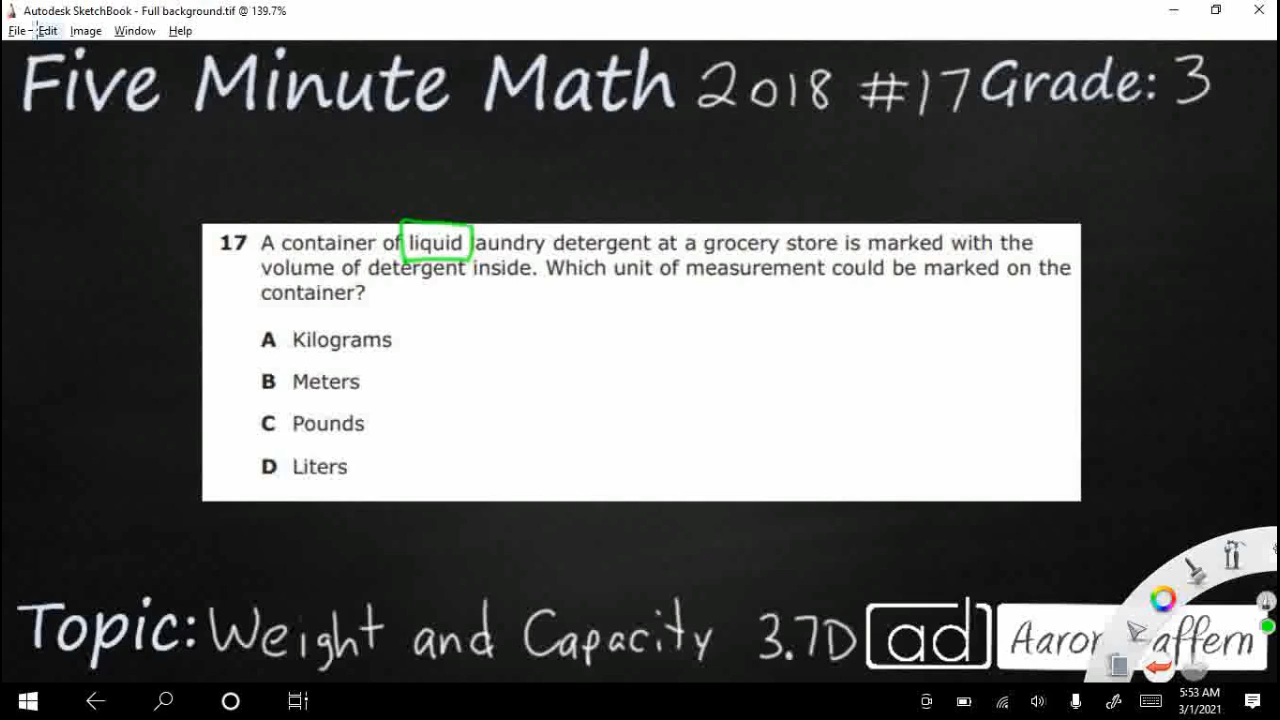 Autodesk SketchBook - Full background.tif @ 139.7%
File Edit Image Window Help
Five Minute Math 2018 #17 Grade: 3
17 A container of liquid laundry detergent at a grocery store is marked with the
volume of detergent inside. Which unit of measurement could be marked on the
container?
A Kilograms
B Meters
C Pounds
D Liters
Topic: Weight and Capacity 3.7D ad Aaron affern
5:53 AM
3/1/2021